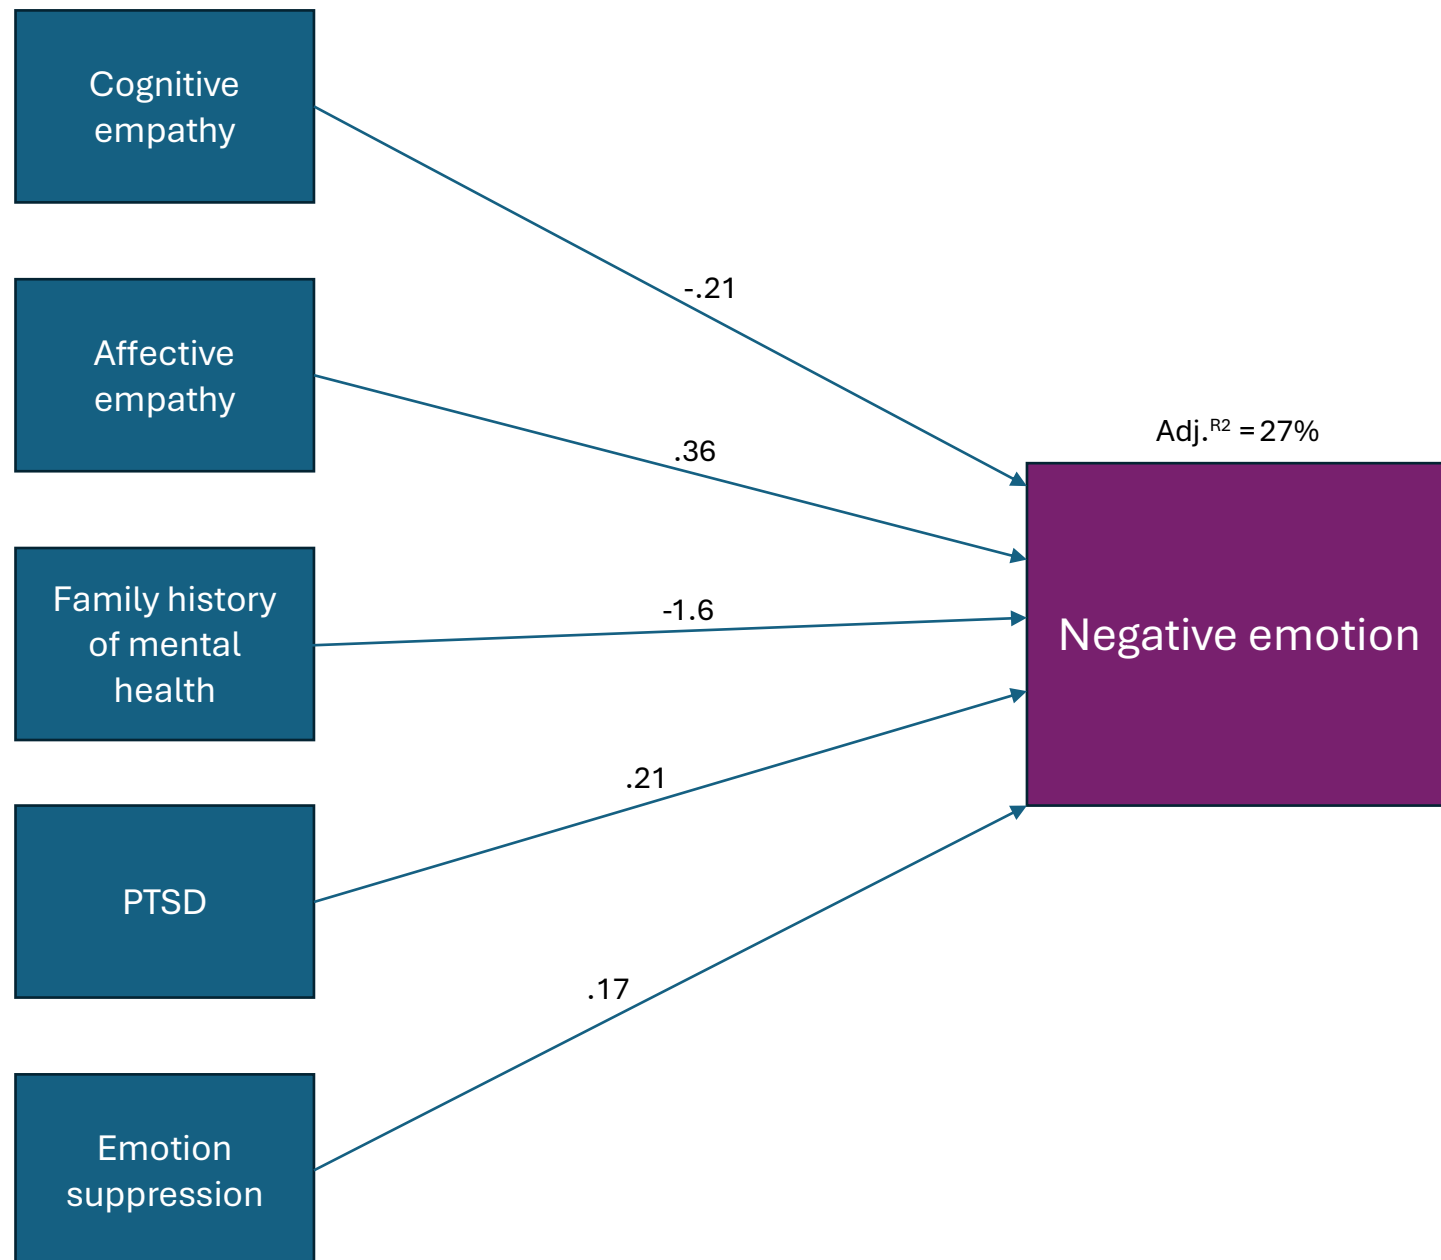 Cognitive
empathy
-.21
Affective
empathy
.36
Adj.R2 = 27%
Family history
of mental
health
-1.6
Negative emotion
.21
PTSD
.17
Emotion
suppression